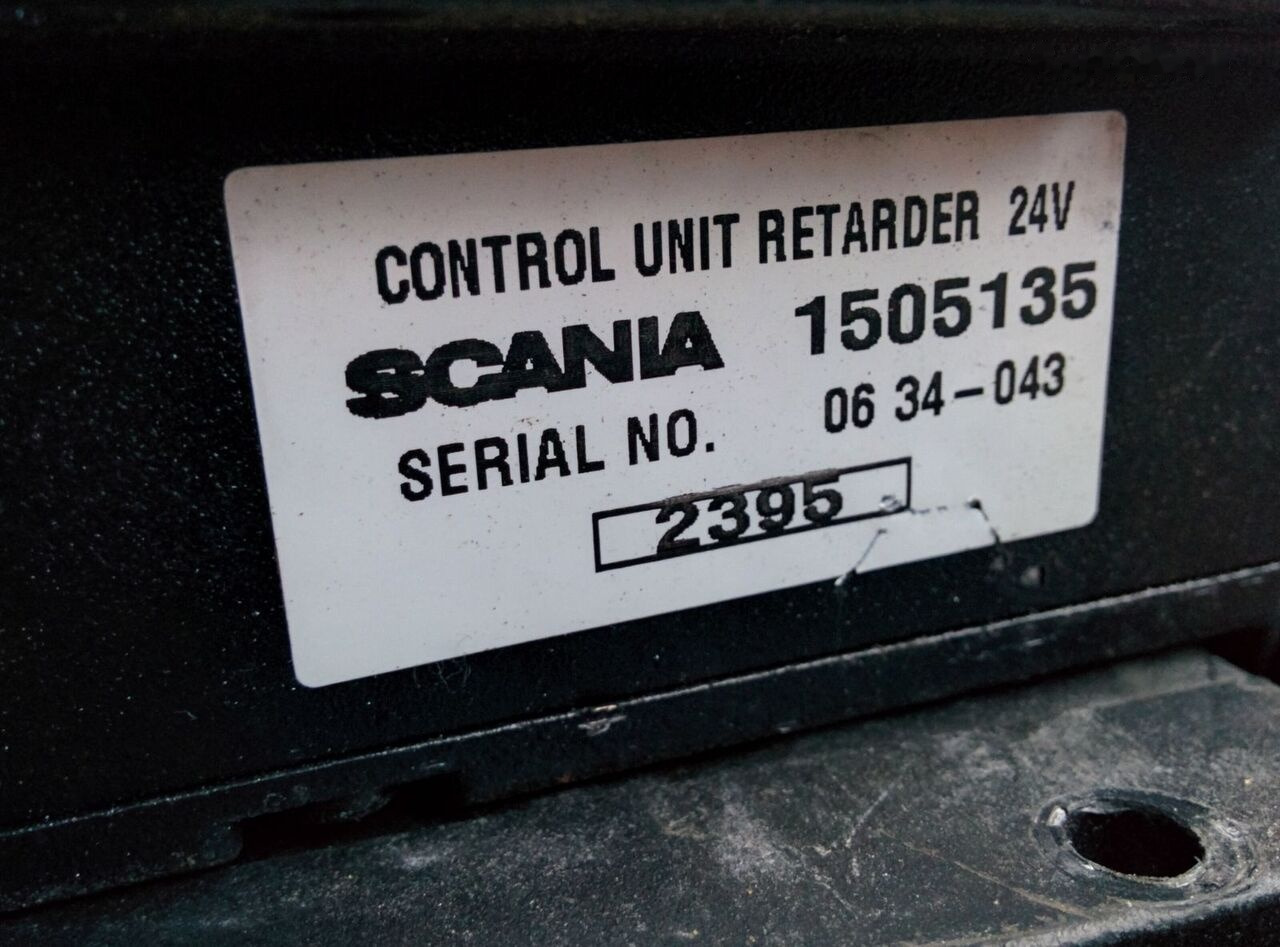 CONTROL UNIT RETARDER 24V
SCANIA 1505135
SERIAL NO. 06 34-043
2395